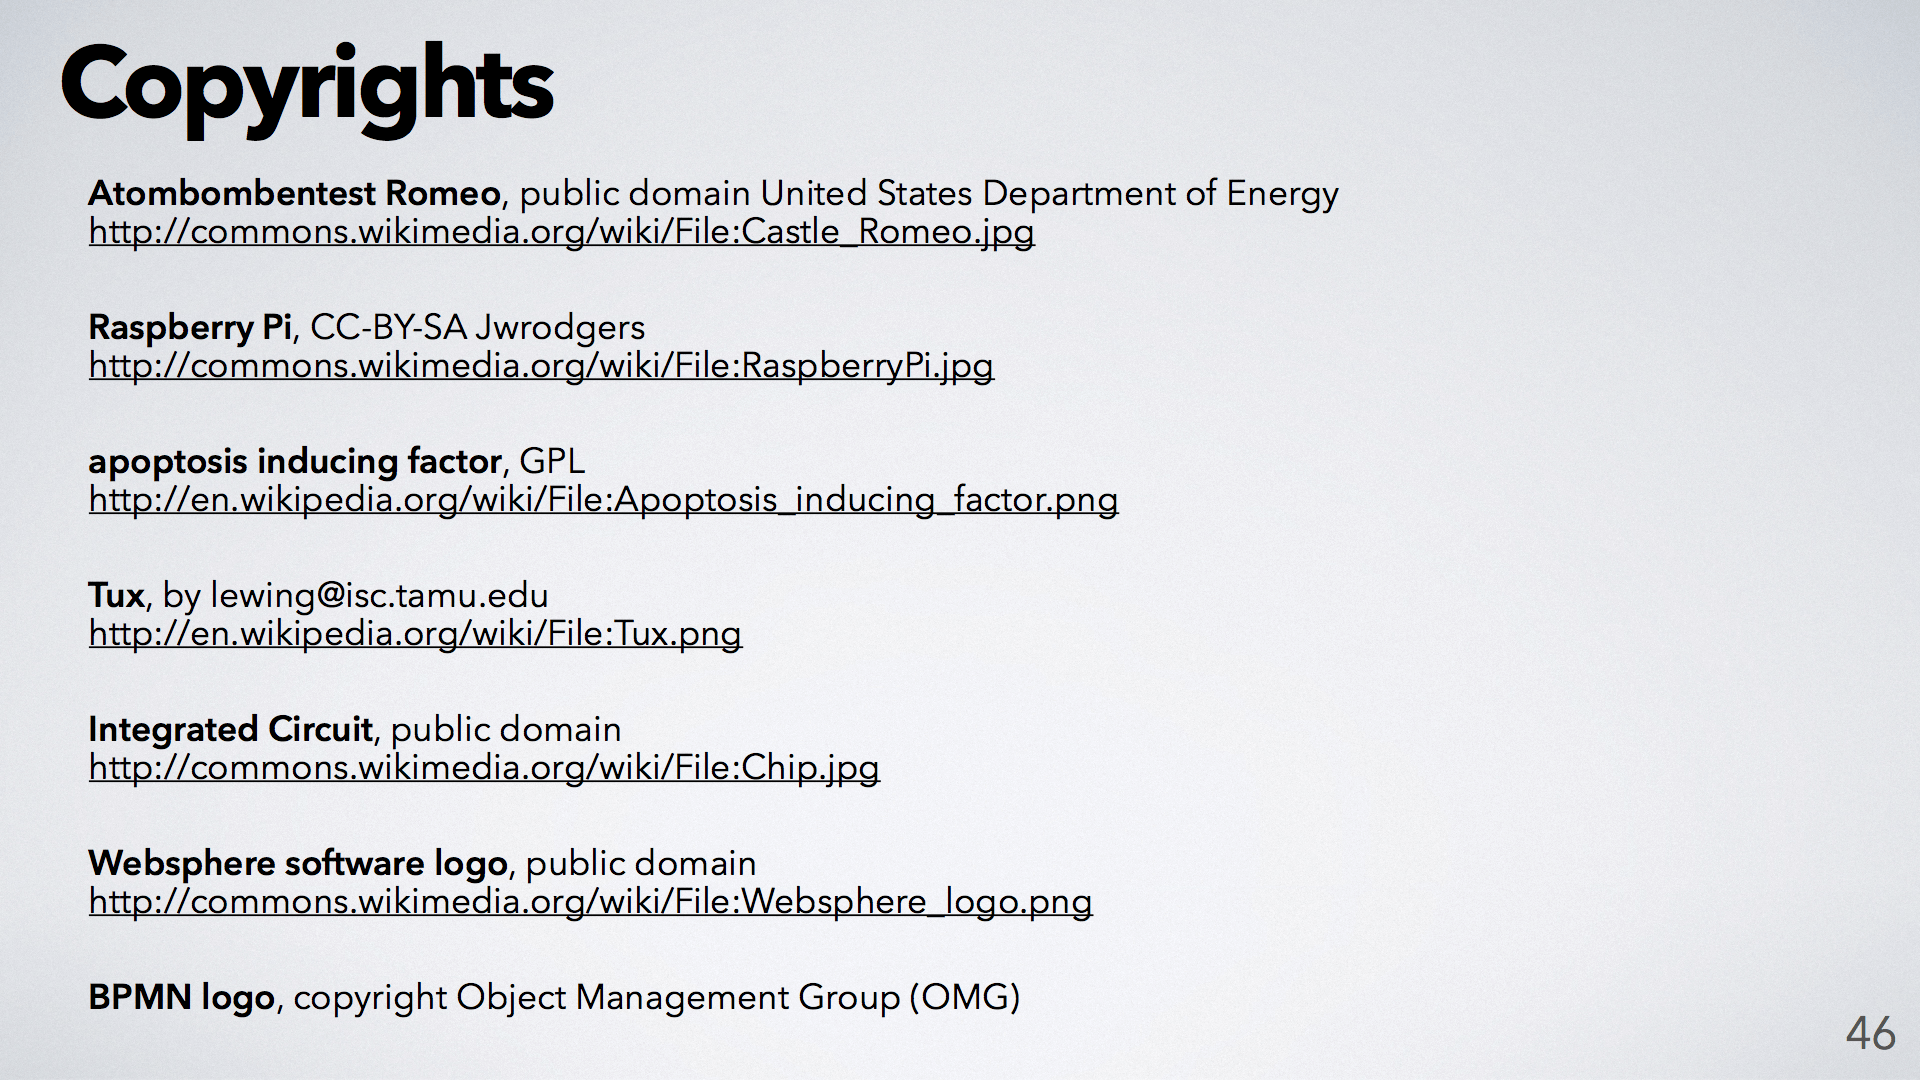 Copyrights
Atombombentest Romeo, public domain United States Department of Energy
http://commons.wikimedia.org/wiki/File:Castle_Romeo.jpg
Raspberry Pi, CC-BY-SA Jwrodgers
http://commons.wikimedia.org/wiki/File:RaspberryPi.jpg
apoptosis inducing factor, GPL
http://en.wikipedia.org/wiki/File:Apoptosis_inducing_factor.png
Tux, by lewing@isc.tamu.edu
http://en.wikipedia.org/wiki/File:Tux.png
Integrated Circuit, public domain
http://commons.wikimedia.org/wiki/File:Chip.jpg
Websphere software logo, public domain
http://commons.wikimedia.org/wiki/File:Websphere_logo.png
BPMN logo, copyright Object Management Group (OMG)
46